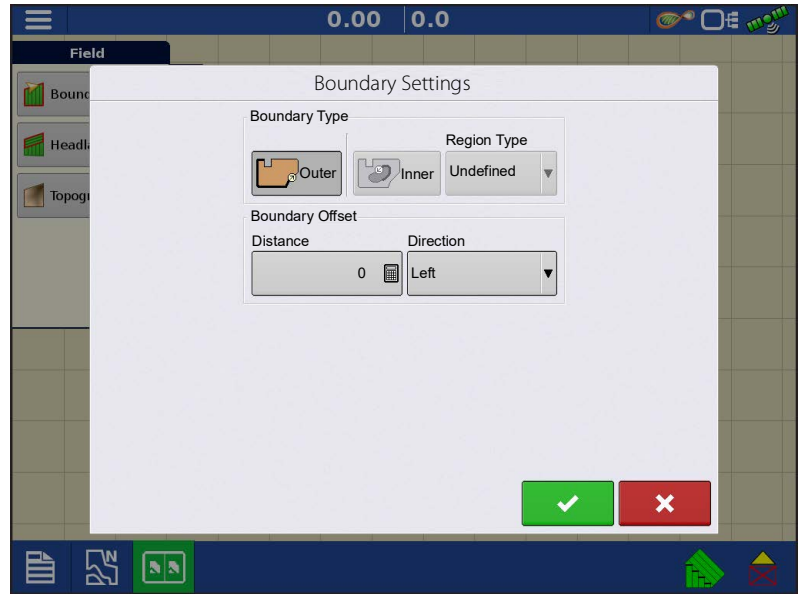 0.00 0.0
Field
Boundary Settings
Bound
Headla
Topogr
Boundary Type
Region Type
Outer
Inner
Undefined
Boundary Offset
Distance
Direction
0
Left
N